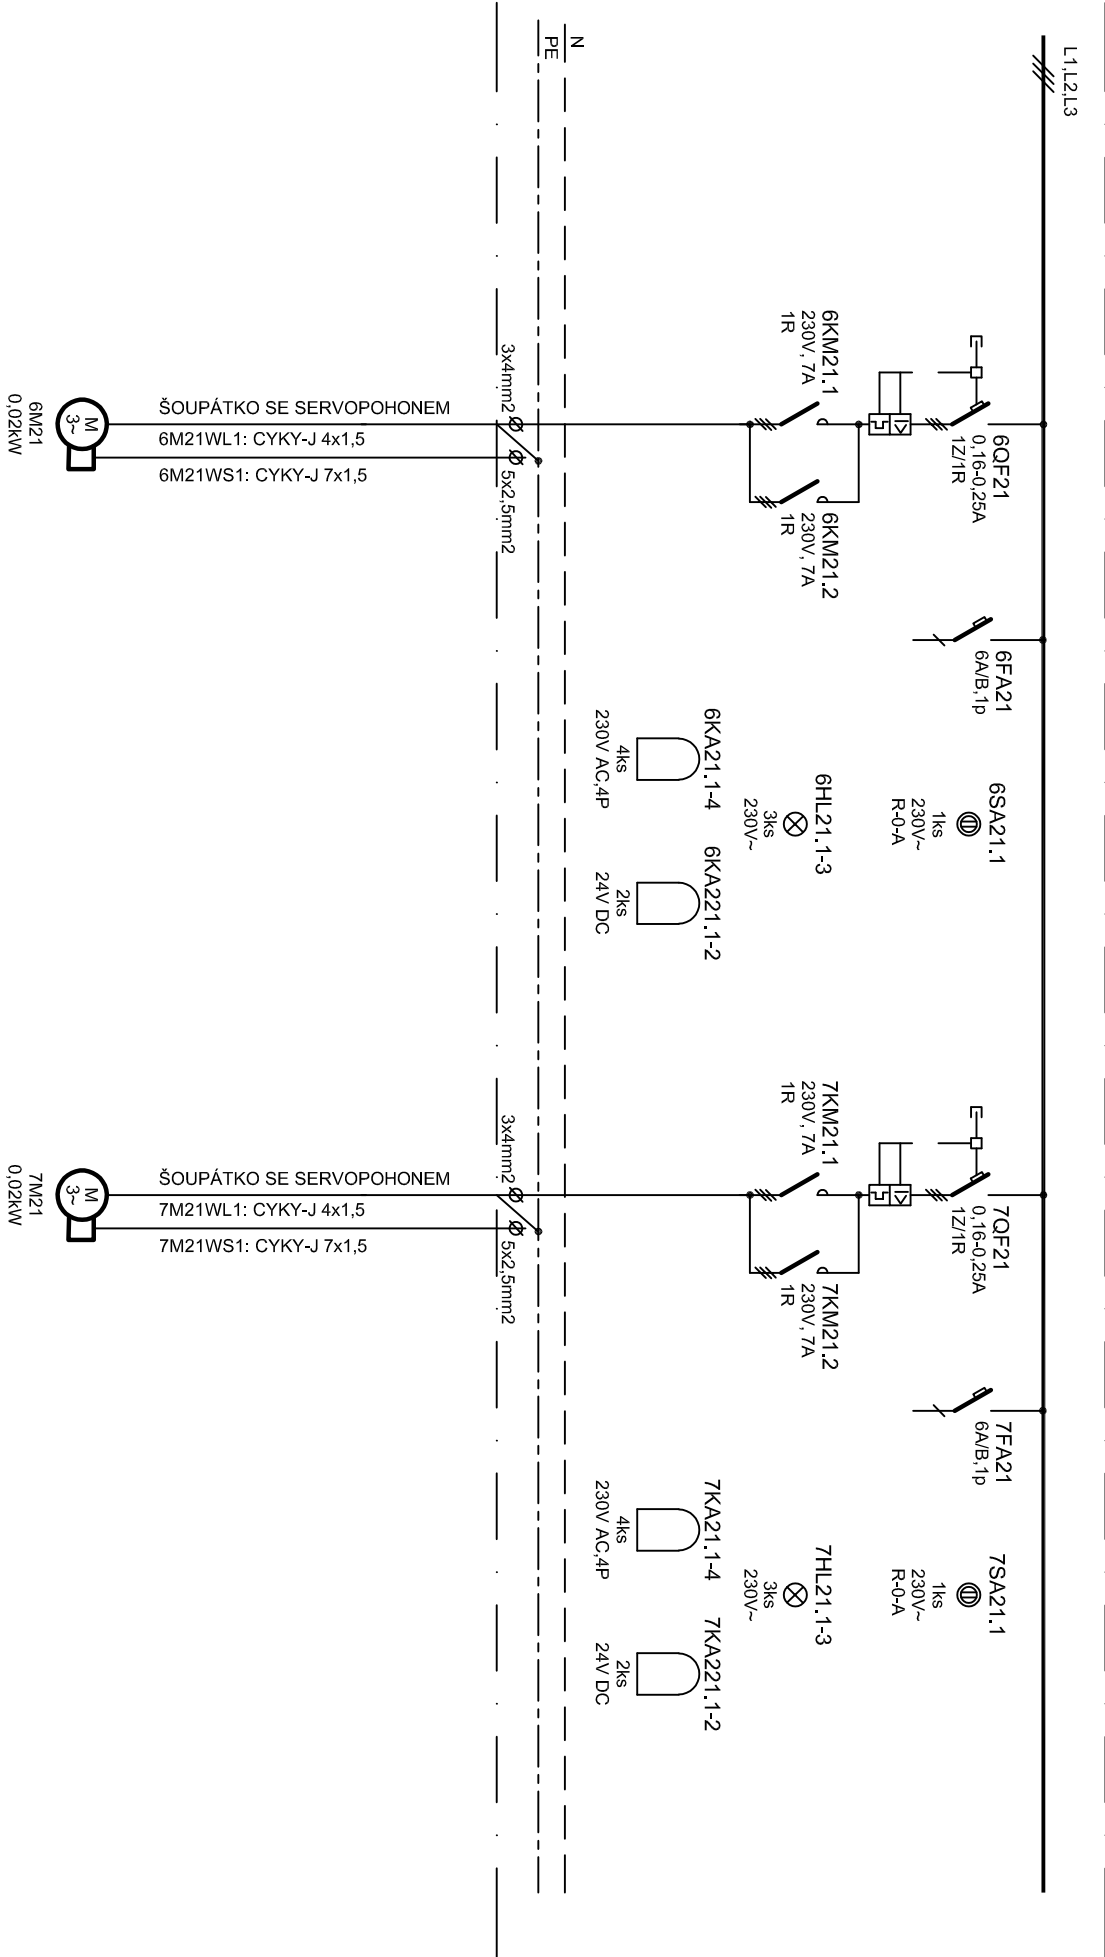 L1,L2,L3
N
PE
6QF21
0,16-0,25A
1Z/1R
6KM21.1
230V, 7A
1R
6KM21.2
230V, 7A
1R
3x4mm2
5x2,5mm2
ŠOUPÁTKO SE SERVOPOHONEM
6M21WL1: CYKY-J 4x1,5
6M21WS1: CYKY-J 7x1,5
M
3~
6M21
0,02kW
6FA21
6A/B,1p
6SA21.1
1ks
230V~
R-0-A
6HL21.1-3
3ks
230V~
6KA21.1-4
4ks
230V AC,4P
6KA221.1-2
2ks
24V DC
7QF21
0,16-0,25A
1Z/1R
7KM21.1
230V, 7A
1R
7KM21.2
230V, 7A
1R
3x4mm2
5x2,5mm2
ŠOUPÁTKO SE SERVOPOHONEM
7M21WL1: CYKY-J 4x1,5
7M21WS1: CYKY-J 7x1,5
M
3~
7M21
0,02kW
7FA21
6A/B,1p
7SA21.1
1ks
230V~
R-0-A
7HL21.1-3
3ks
230V~
7KA21.1-4
4ks
230V AC,4P
7KA221.1-2
2ks
24V DC